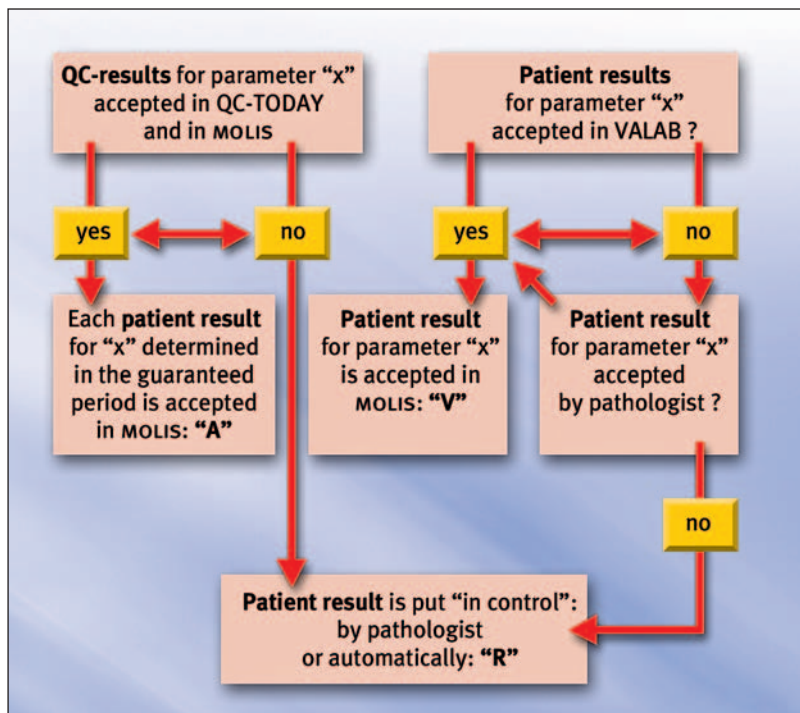 QC-results for parameter “x”
accepted in QC-TODAY
and in MOLIS
Patient results
for parameter “x”
accepted in VALAB ?
yes
no
yes
no
Each patient result
for “x” determined
in the guaranteed
period is accepted
in MOLIS: “A”
Patient result
for parameter “x”
is accepted in
MOLIS: “V”
Patient result
for parameter “x”
accepted
by pathologist ?
no
Patient result is put “in control”:
by pathologist
or automatically: “R”